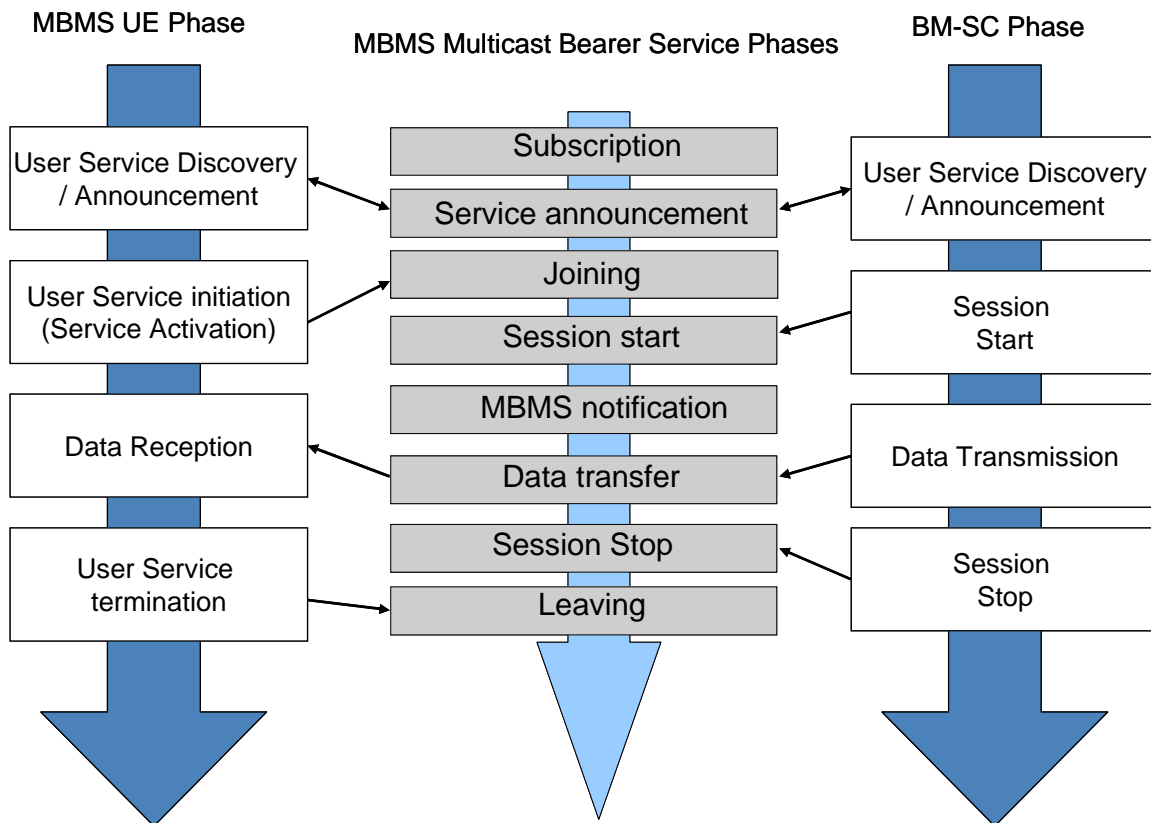 MBMS UE Phase
MBMS Multicast Bearer Service Phases
BM-SC Phase
User Service Discovery
/ Announcement
User Service initiation
(Service Activation)
Data Reception
User Service
termination
Subscription
Service announcement
Joining
Session start
MBMS notification
Data transfer
Session Stop
Leaving
User Service Discovery
/ Announcement
Session
Start
Data Transmission
Session
Stop